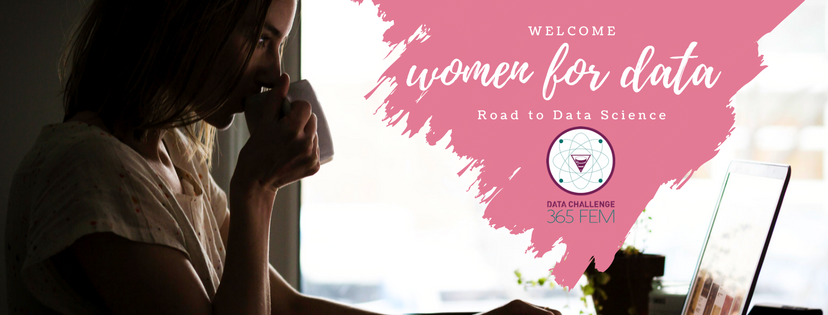 WELCOME
women for data
Road to Data Science
DATA CHALLENGE
365 FEM